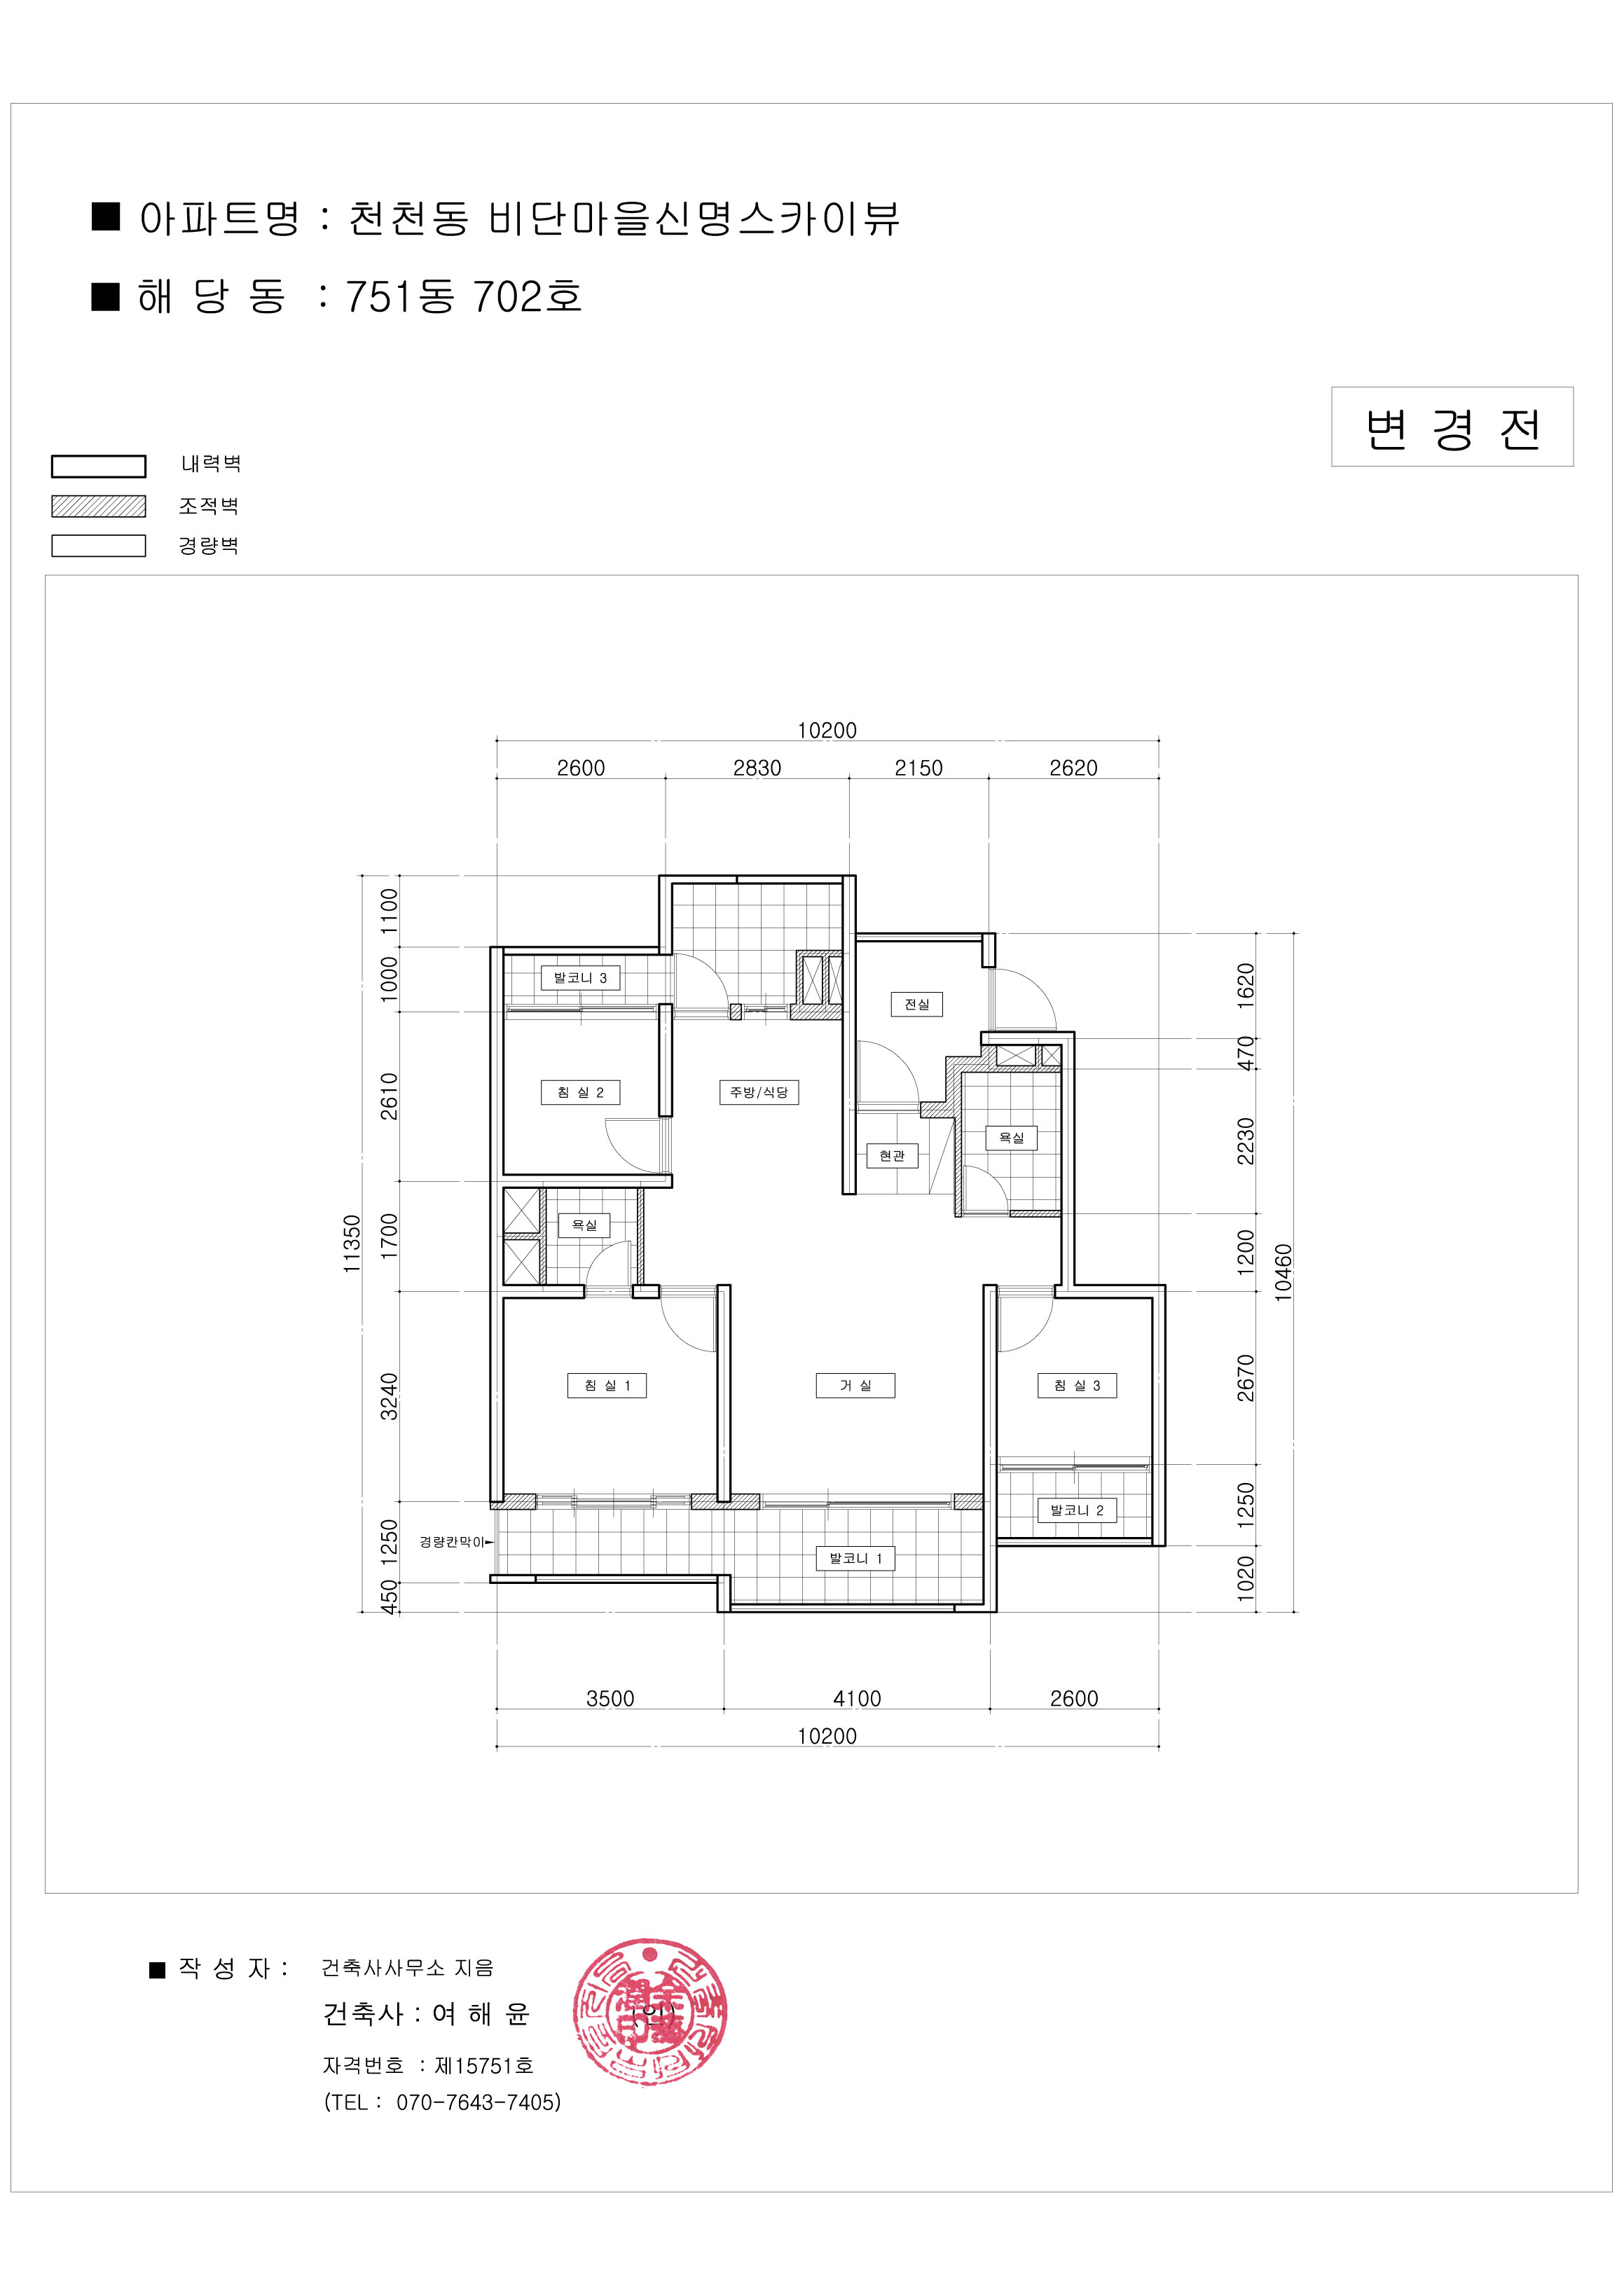 ■ 아파트명 : 천천동 비단마을신명스카이뷰
■ 해 당 동 : 751동 702호
변 경 전
내력벽
조적벽
경량벽
10200
2600 2830 2150 2620
1100
1000
2610
1700
3240
1250
450
11350
1620
470
2230
1200
2670
1250
1020
10460
발코니 3
전실
침 실 2
주방/식당
욕실
현관
욕실
침 실 1
거 실
침 실 3
발코니 2
경량칸막이
발코니 1
3500 4100 2600
10200
■ 작 성 자 : 건축사사무소 지음
건축사 : 여 해 윤 (인)
자격번호 : 제15751호
(TEL : 070-7643-7405)